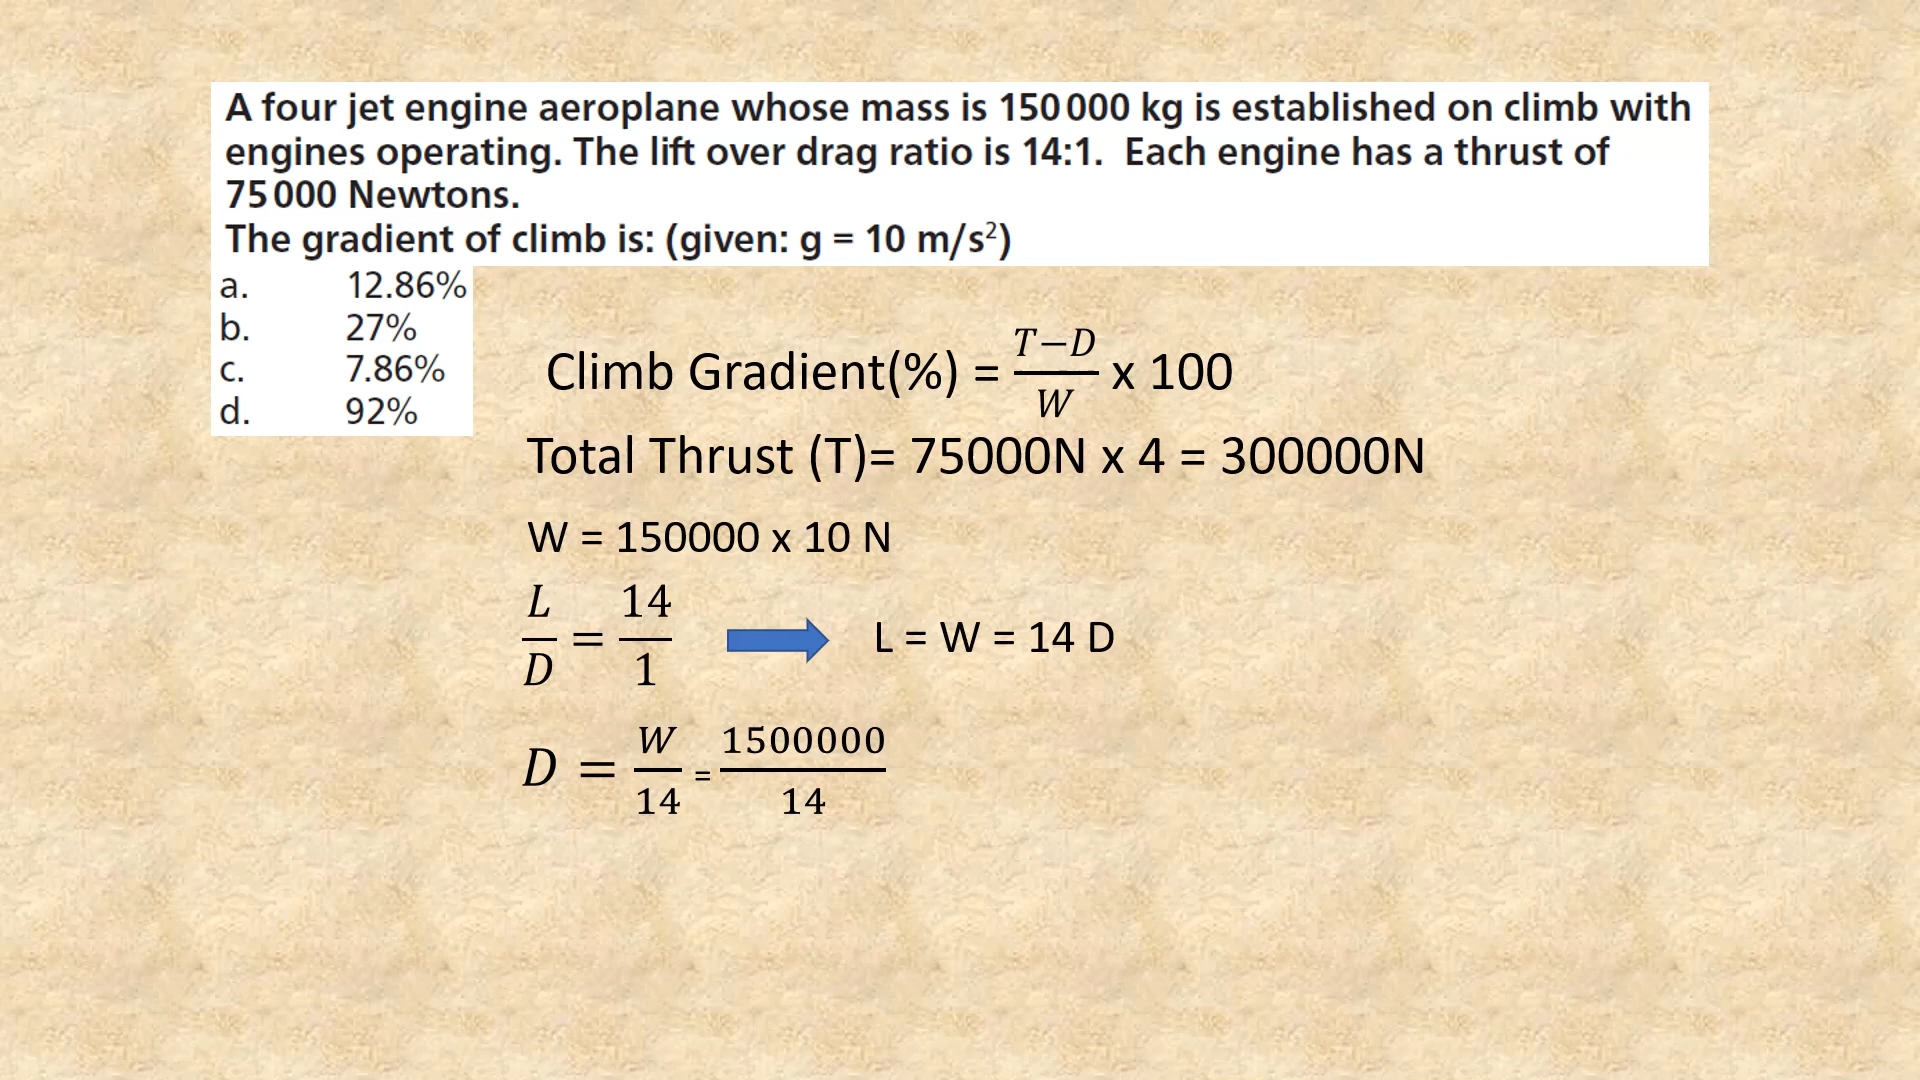 A four jet engine aeroplane whose mass is 150 000 kg is established on climb with
engines operating. The lift over drag ratio is 14:1. Each engine has a thrust of
75 000 Newtons.
The gradient of climb is: (given: g = 10 m/s²)
a. 12.86%
b. 27%
c. 7.86%
d. 92%
Climb Gradient(%) = (T−D)/W x 100
Total Thrust (T)= 75000N x 4 = 300000N
W = 150000 x 10 N
L/D = 14/1 L = W = 14 D
D = W/14 = 1500000/14